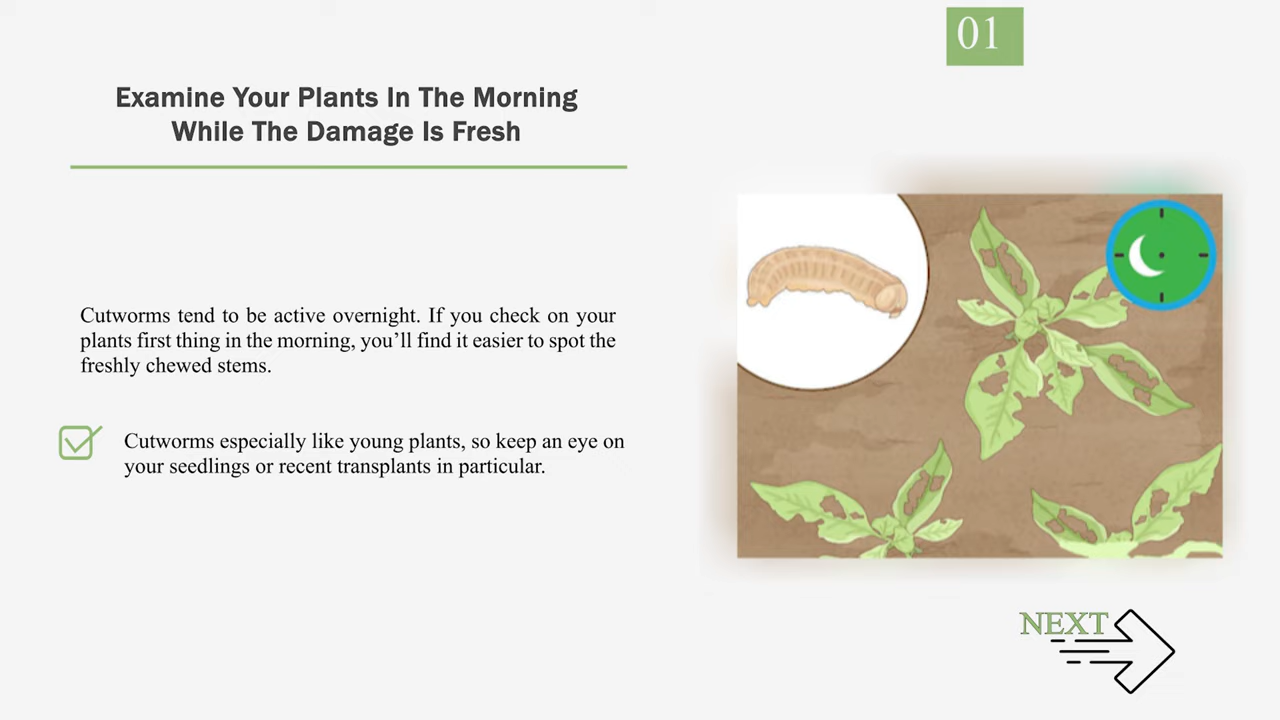 01
Examine Your Plants In The Morning
While The Damage Is Fresh
Cutworms tend to be active overnight. If you check on your
plants first thing in the morning, you’ll find it easier to spot the
freshly chewed stems.
Cutworms especially like young plants, so keep an eye on
your seedlings or recent transplants in particular.
NEXT